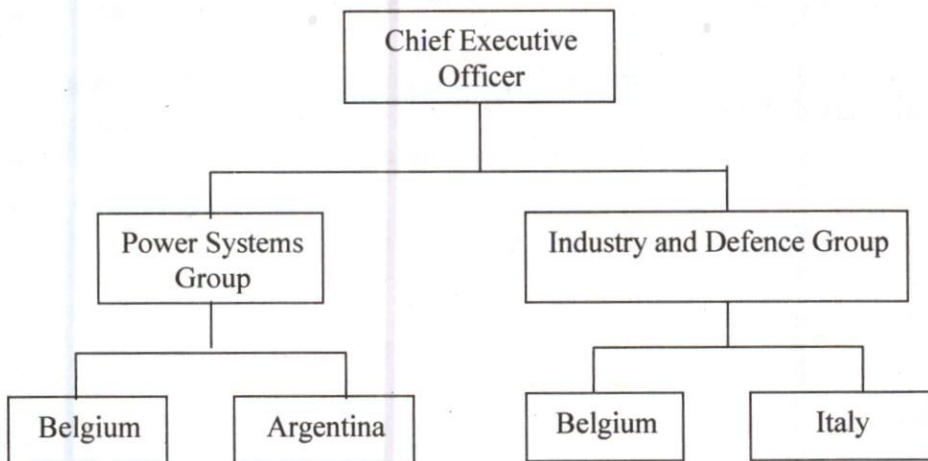 Chief Executive
Officer
Power Systems
Group
Industry and Defence Group
Belgium
Argentina
Belgium
Italy